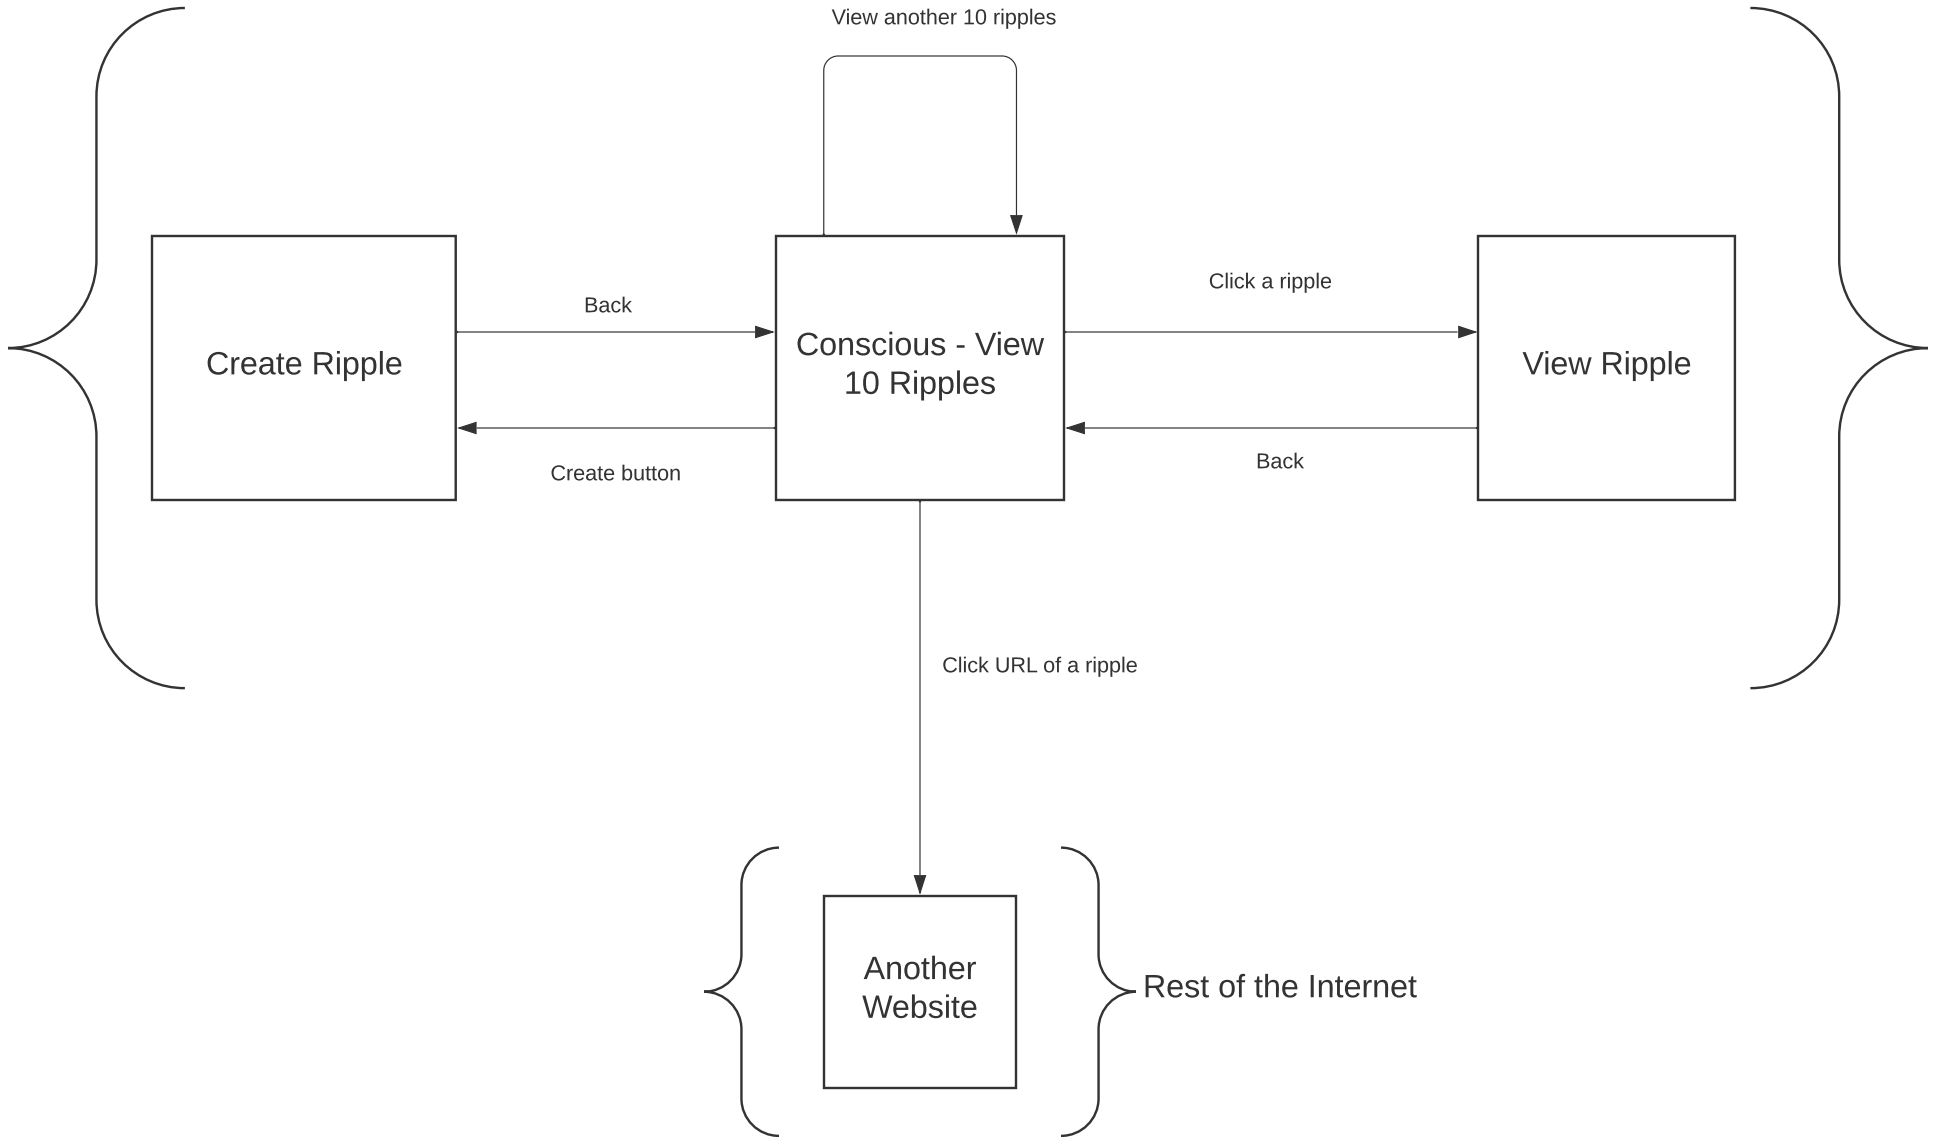 View another 10 ripples
Click a ripple
Back
Create Ripple
Conscious - View
10 Ripples
View Ripple
Create button
Back
Click URL of a ripple
Another
Website
Rest of the Internet